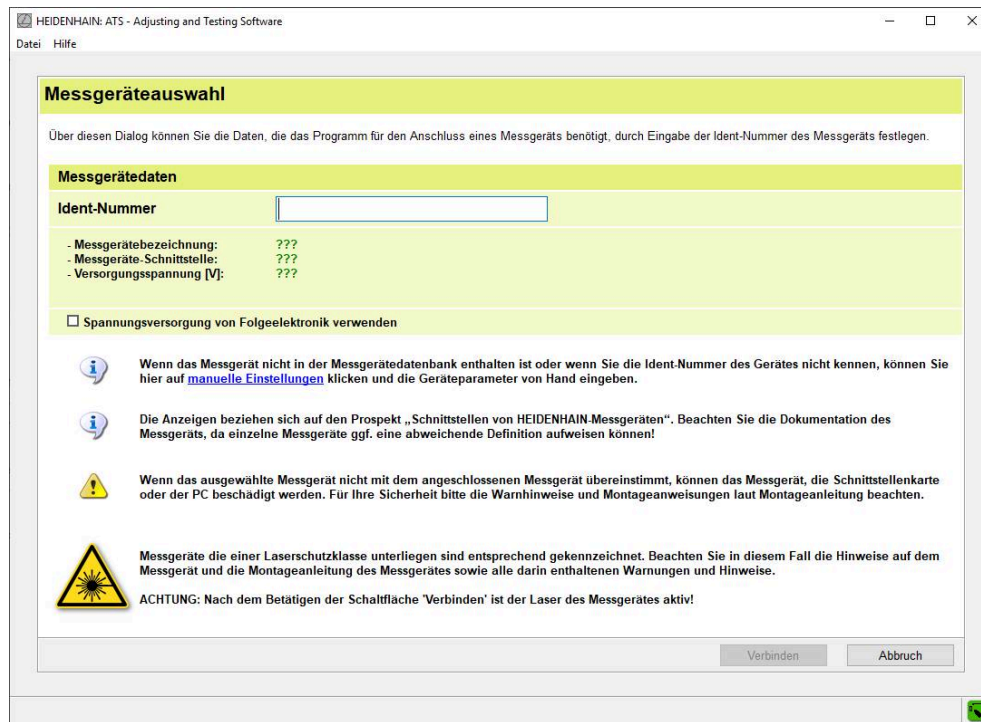 HEIDENHAIN: ATS - Adjusting and Testing Software
Datei Hilfe
Messgeräteauswahl
Über diesen Dialog können Sie die Daten, die das Programm für den Anschluss eines Messgeräts benötigt, durch Eingabe der Ident-Nummer des Messgeräts festlegen.
Messgerätedaten
Ident-Nummer
- Messgerätebezeichnung: ???
- Messgeräte-Schnittstelle: ???
- Versorgungsspannung [V]: ???
Spannungsversorgung von Folgeelektronik verwenden
Wenn das Messgerät nicht in der Messgerätedatenbank enthalten ist oder wenn Sie die Ident-Nummer des Gerätes nicht kennen, können Sie
hier auf manuelle Einstellungen klicken und die Geräteparameter von Hand eingeben.
Die Anzeigen beziehen sich auf den Prospekt „Schnittstellen von HEIDENHAIN-Messgeräten“. Beachten Sie die Dokumentation des
Messgeräts, da einzelne Messgeräte ggf. eine abweichende Definition aufweisen können!
Wenn das ausgewählte Messgerät nicht mit dem angeschlossenen Messgerät übereinstimmt, können das Messgerät, die Schnittstellenkarte
oder der PC beschädigt werden. Für Ihre Sicherheit bitte die Warnhinweise und Montageanweisungen laut Montageanleitung beachten.
Messgeräte die einer Laserschutzklasse unterliegen sind entsprechend gekennzeichnet. Beachten Sie in diesem Fall die Hinweise auf dem
Messgerät und die Montageanleitung des Messgerätes sowie alle darin enthaltenen Warnungen und Hinweise.
ACHTUNG: Nach dem Betätigen der Schaltfläche 'Verbinden' ist der Laser des Messgerätes aktiv!
Verbinden Abbruch